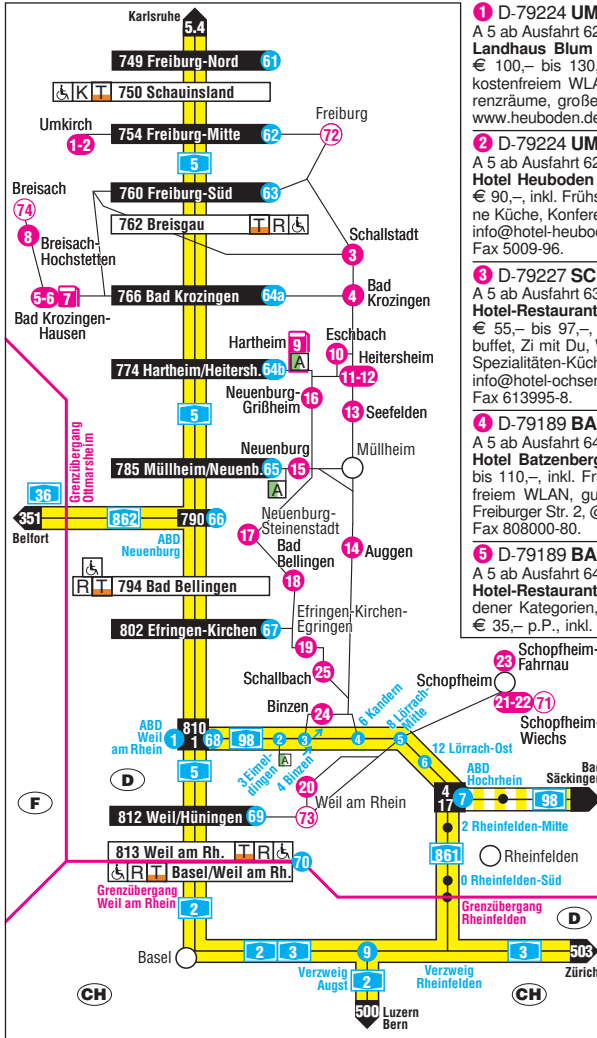 Karlsruhe
5.4
749 Freiburg-Nord 61
K T 750 Schauinsland
Umkirch
1-2
754 Freiburg-Mitte 62
Freiburg
72
5
Breisach
74
8
Breisach-
Hochstetten
760 Freiburg-Süd 63
762 Breisgau T R
Schallstadt
3
5-6 7
Bad Krozingen-
Hausen
766 Bad Krozingen 64a
4 Bad
Krozingen
Hartheim 9
A
Eschbach
10
Heitersheim
11-12
774 Hartheim/Heitersh. 64b
Neuenburg-
Grißheim
16
13 Seefelden
5
Grenzübergang
Ottmarsheim
Neuenburg
785 Müllheim/Neuenb. 65 15
A
Müllheim
36
351
Belfort
862
790 66
ABD
Neuenburg
Neuenburg-
Steinenstadt
17
Bad
Bellingen
18
14 Auggen
R T 794 Bad Bellingen
802 Efringen-Kirchen 67
Efringen-Kirchen-
Egringen
19
Schallbach 25
Binzen
24
6 Kandern
8 Lörrach-
Mitte
Schopfheim
23
Schopfheim-
Fahrnau
21-22 71
Schopfheim-
Wiechs
ABD
Weil
am Rhein
1
810
1
68 98 2 3 4 5 6
A
3 Eimel-
dingen
4 Binzen
12 Lörrach-Ost
ABD
Hochrhein
Bad
Säckingen
4
17
7 98
D
5
20
73
Weil am Rhein
F
812 Weil/Hüningen 69
2 Rheinfelden-Mitte
861
Rheinfelden
0 Rheinfelden-Süd
813 Weil am Rh. T R
R T Basel/Weil am Rh.
70
Grenzübergang
Weil am Rhein
2
Grenzübergang
Rheinfelden
D
Basel
2 3 9 3 503
Zürich
Verzweig
Augst
2
Verzweig
Rheinfelden
CH
CH
500 Luzern
Bern
1 D-79224 UM
A 5 ab Ausfahrt 62
Landhaus Blum
€ 100,– bis 130,
kostenfreiem WLA
renzräume, große
www.heuboden.de
2 D-79224 UM
A 5 ab Ausfahrt 62
Hotel Heuboden
€ 90,–, inkl. Frühs
ne Küche, Konfere
info@hotel-heubod
Fax 5009-96.
3 D-79227 SC
A 5 ab Ausfahrt 63
Hotel-Restaurant
€ 55,– bis 97,–,
buffet, Zi mit Du, W
Spezialitäten-Küch
info@hotel-ochsen
Fax 613995-8.
4 D-79189 BA
A 5 ab Ausfahrt 64
Hotel Batzenberg
bis 110,–, inkl. Fr
freiem WLAN, gu
Freiburger Str. 2, @
Fax 808000-80.
5 D-79189 BA
A 5 ab Ausfahrt 64
Hotel-Restaurant
dener Kategorien,
€ 35,– p.P., inkl.